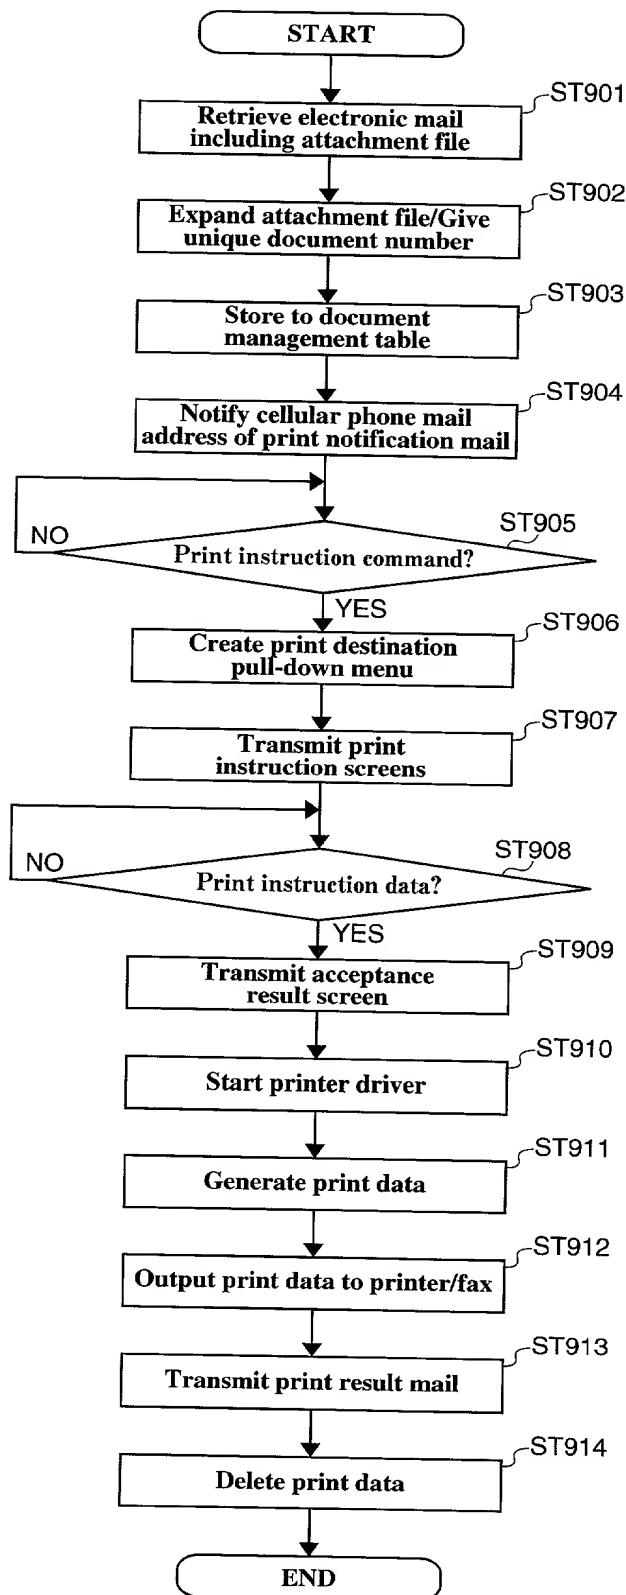 START
ST901
Retrieve electronic mail
including attachment file
ST902
Expand attachment file/Give
unique document number
ST903
Store to document
management table
ST904
Notify cellular phone mail
address of print notification mail
ST905
NO
Print instruction command?
YES
ST906
Create print destination
pull-down menu
ST907
Transmit print
instruction screens
ST908
NO
Print instruction data?
YES
ST909
Transmit acceptance
result screen
ST910
Start printer driver
ST911
Generate print data
ST912
Output print data to printer/fax
ST913
Transmit print result mail
ST914
Delete print data
END